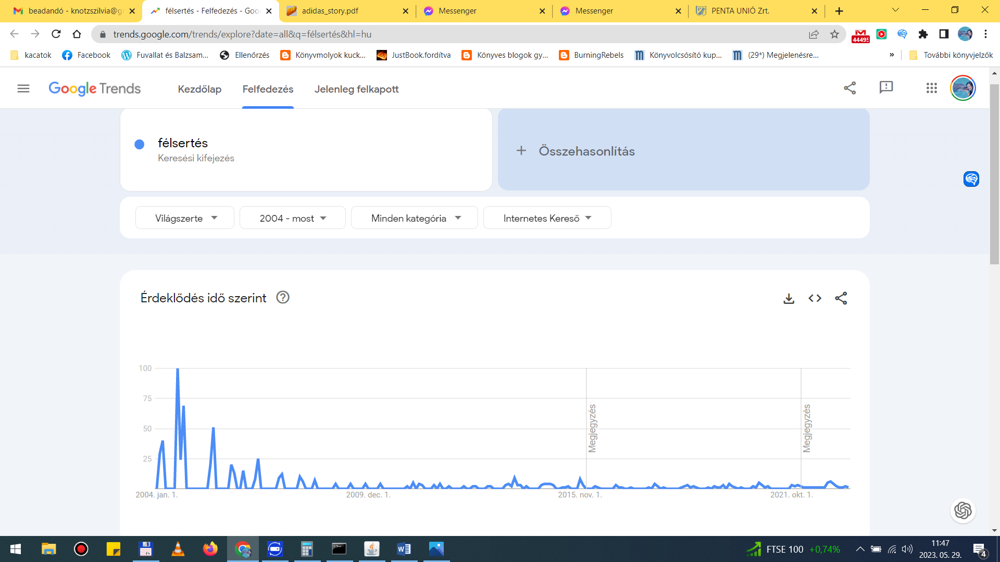 beadandó - knotzszilvia@g
félsertés - Felfedezés - Goo
adidas_story.pdf
Messenger
Messenger
PENTA UNIÓ Zrt.
trends.google.com/trends/explore?date=all&q=félsertés&hl=hu
44495
kacatok
Facebook
Fuvallat és Balzsam...
Ellenőrzés
Könyvmolyok kuck...
JustBook.fordítva
Könyves blogok gy...
BurningRebels
Könyvolcsósító kup...
(29*) Megjelenésre...
»
További könyvjelzők
Google Trends
Kezdőlap
Felfedezés
Jelenleg felkapott
félsertés
Keresési kifejezés
+ Összehasonlítás
Világszerte
2004 - most
Minden kategória
Internetes Kereső
Érdeklődés idő szerint
100
75
50
25
Megjegyzés
Megjegyzés
2004. jan. 1.
2009. dec. 1.
2015. nov. 1.
2021. okt. 1.
FTSE 100 +0,74%
11:47
2023. 05. 29.
4